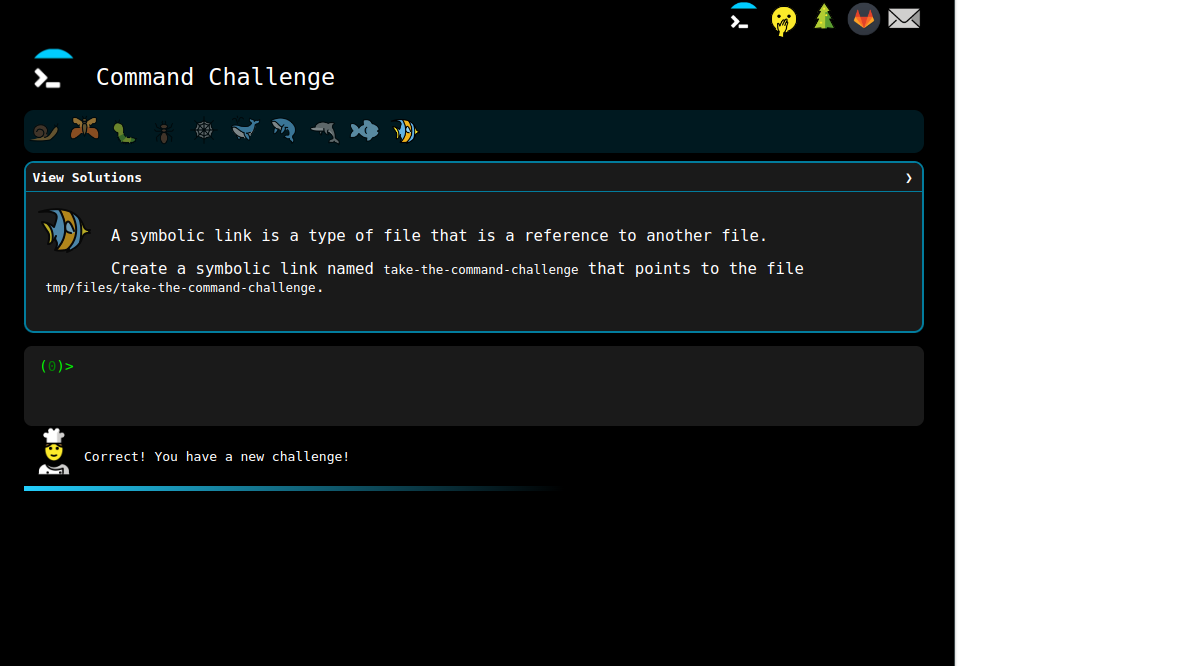 Command Challenge
View Solutions ❯
A symbolic link is a type of file that is a reference to another file.
Create a symbolic link named take-the-command-challenge that points to the file
tmp/files/take-the-command-challenge.
(0)>
Correct! You have a new challenge!